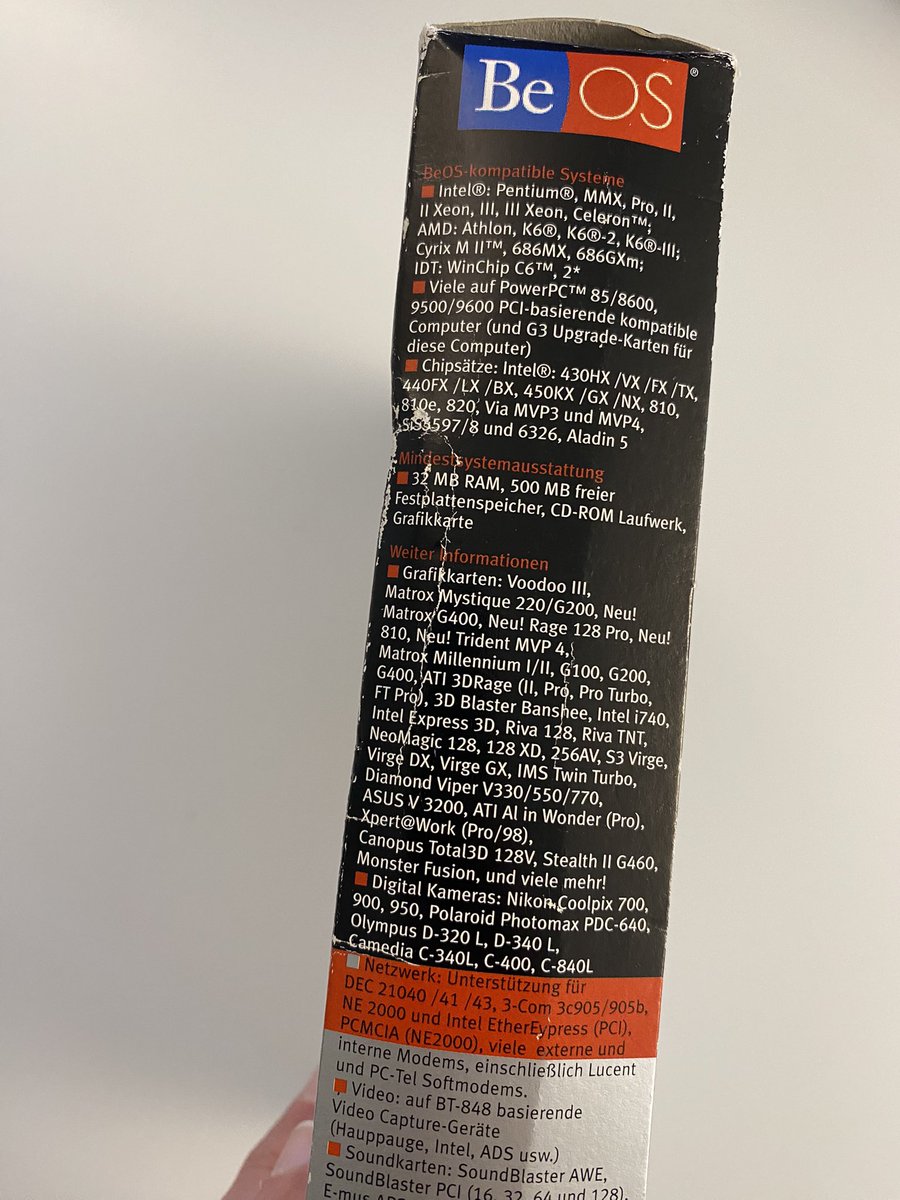 Be OS®
BeOS-kompatible Systeme
■ Intel®: Pentium®, MMX, Pro, II,
II Xeon, III, III Xeon, Celeron™;
AMD: Athlon, K6®, K6®-2, K6®-III;
Cyrix M II™, 686MX, 686GXm;
IDT: WinChip C6™, 2*
■ Viele auf PowerPC™ 85/8600,
9500/9600 PCI-basierende kompatible
Computer (und G3 Upgrade-Karten für
diese Computer)
■ Chipsätze: Intel®: 430HX /VX /FX /TX,
440FX /LX /BX, 450KX /GX /NX, 810,
810e, 820, Via MVP3 und MVP4,
SiS5597/8 und 6326, Aladin 5
Mindestsystemausstattung
■ 32 MB RAM, 500 MB freier
Festplattenspeicher, CD-ROM Laufwerk,
Grafikkarte
Weiter Informationen
■ Grafikkarten: Voodoo III,
Matrox Mystique 220/G200, Neu!
Matrox G400, Neu! Rage 128 Pro, Neu!
810, Neu! Trident MVP 4,
Matrox Millennium I/II, G100, G200,
G400, ATI 3DRage (II, Pro, Pro Turbo,
FT Pro), 3D Blaster Banshee, Intel i740,
Intel Express 3D, Riva 128, Riva TNT,
NeoMagic 128, 128 XD, 256AV, S3 Virge,
Virge DX, Virge GX, IMS Twin Turbo,
Diamond Viper V330/550/770,
ASUS V 3200, ATI Al in Wonder (Pro),
Xpert@Work (Pro/98),
Canopus Total3D 128V, Stealth II G460,
Monster Fusion, und viele mehr!
■ Digital Kameras: Nikon Coolpix 700,
900, 950, Polaroid Photomax PDC-640,
Olympus D-320 L, D-340 L,
Camedia C-340L, C-400, C-840L
■ Netzwerk: Unterstützung für
DEC 21040 /41 /43, 3-Com 3c905/905b,
NE 2000 und Intel EtherEypress (PCI),
PCMCIA (NE2000), viele externe und
interne Modems, einschließlich Lucent
und PC-Tel Softmodems.
■ Video: auf BT-848 basierende
Video Capture-Geräte
(Hauppauge, Intel, ADS usw.)
■ Soundkarten: SoundBlaster AWE,
SoundBlaster PCI (16, 32, 64 und 128),
E-mus